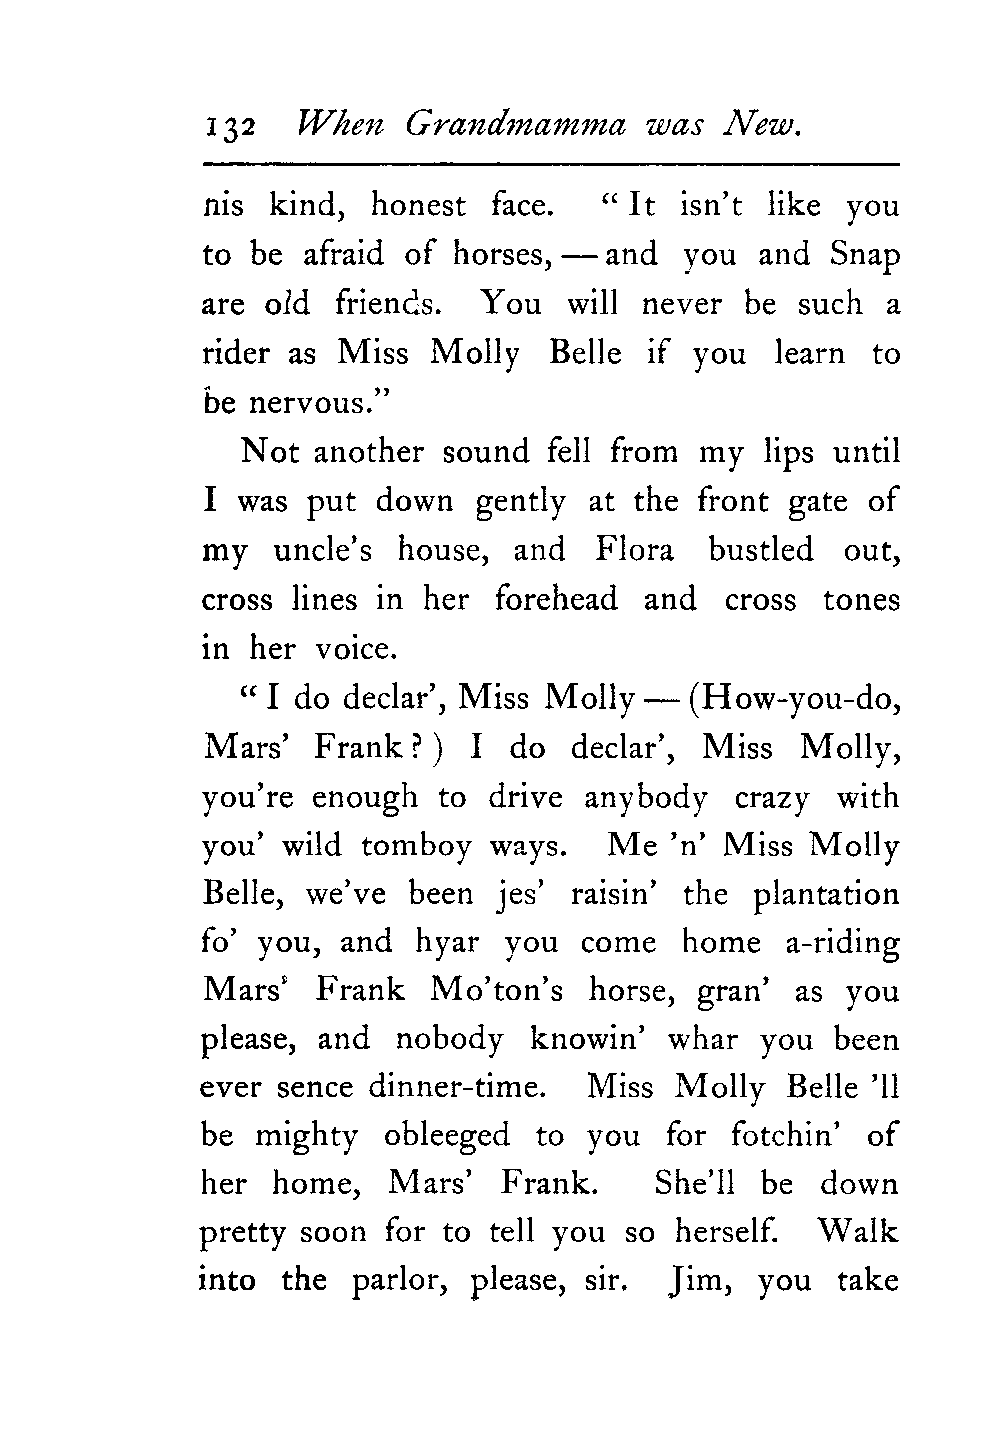 132 When Grandmamma was New.
his kind, honest face. “ It isn’t like you
to be afraid of horses, — and you and Snap
are old friends. You will never be such a
rider as Miss Molly Belle if you learn to
be nervous.”
Not another sound fell from my lips until
I was put down gently at the front gate of
my uncle’s house, and Flora bustled out,
cross lines in her forehead and cross tones
in her voice.
“ I do declar’, Miss Molly — (How-you-do,
Mars’ Frank ? ) I do declar’, Miss Molly,
you’re enough to drive anybody crazy with
you’ wild tomboy ways. Me ’n’ Miss Molly
Belle, we’ve been jes’ raisin’ the plantation
fo’ you, and hyar you come home a-riding
Mars’ Frank Mo’ton’s horse, gran’ as you
please, and nobody knowin’ whar you been
ever sence dinner-time. Miss Molly Belle ’ll
be mighty obleeged to you for fotchin’ of
her home, Mars’ Frank. She’ll be down
pretty soon for to tell you so herself. Walk
into the parlor, please, sir. Jim, you take